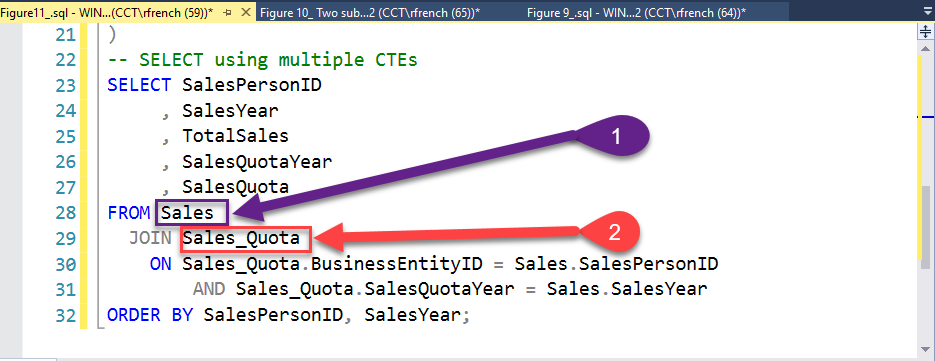 Figure11_.sql - WIN...(CCT\rfrench (59))* Figure 10_ Two sub...2 (CCT\rfrench (65))* Figure 9_.sql - WIN...2 (CCT\rfrench (64))*
21 )
22 -- SELECT using multiple CTEs
23 SELECT SalesPersonID
24 , SalesYear
25 , TotalSales
26 , SalesQuotaYear
27 , SalesQuota
28 FROM Sales
29 JOIN Sales_Quota
30 ON Sales_Quota.BusinessEntityID = Sales.SalesPersonID
31 AND Sales_Quota.SalesQuotaYear = Sales.SalesYear
32 ORDER BY SalesPersonID, SalesYear;
1
2